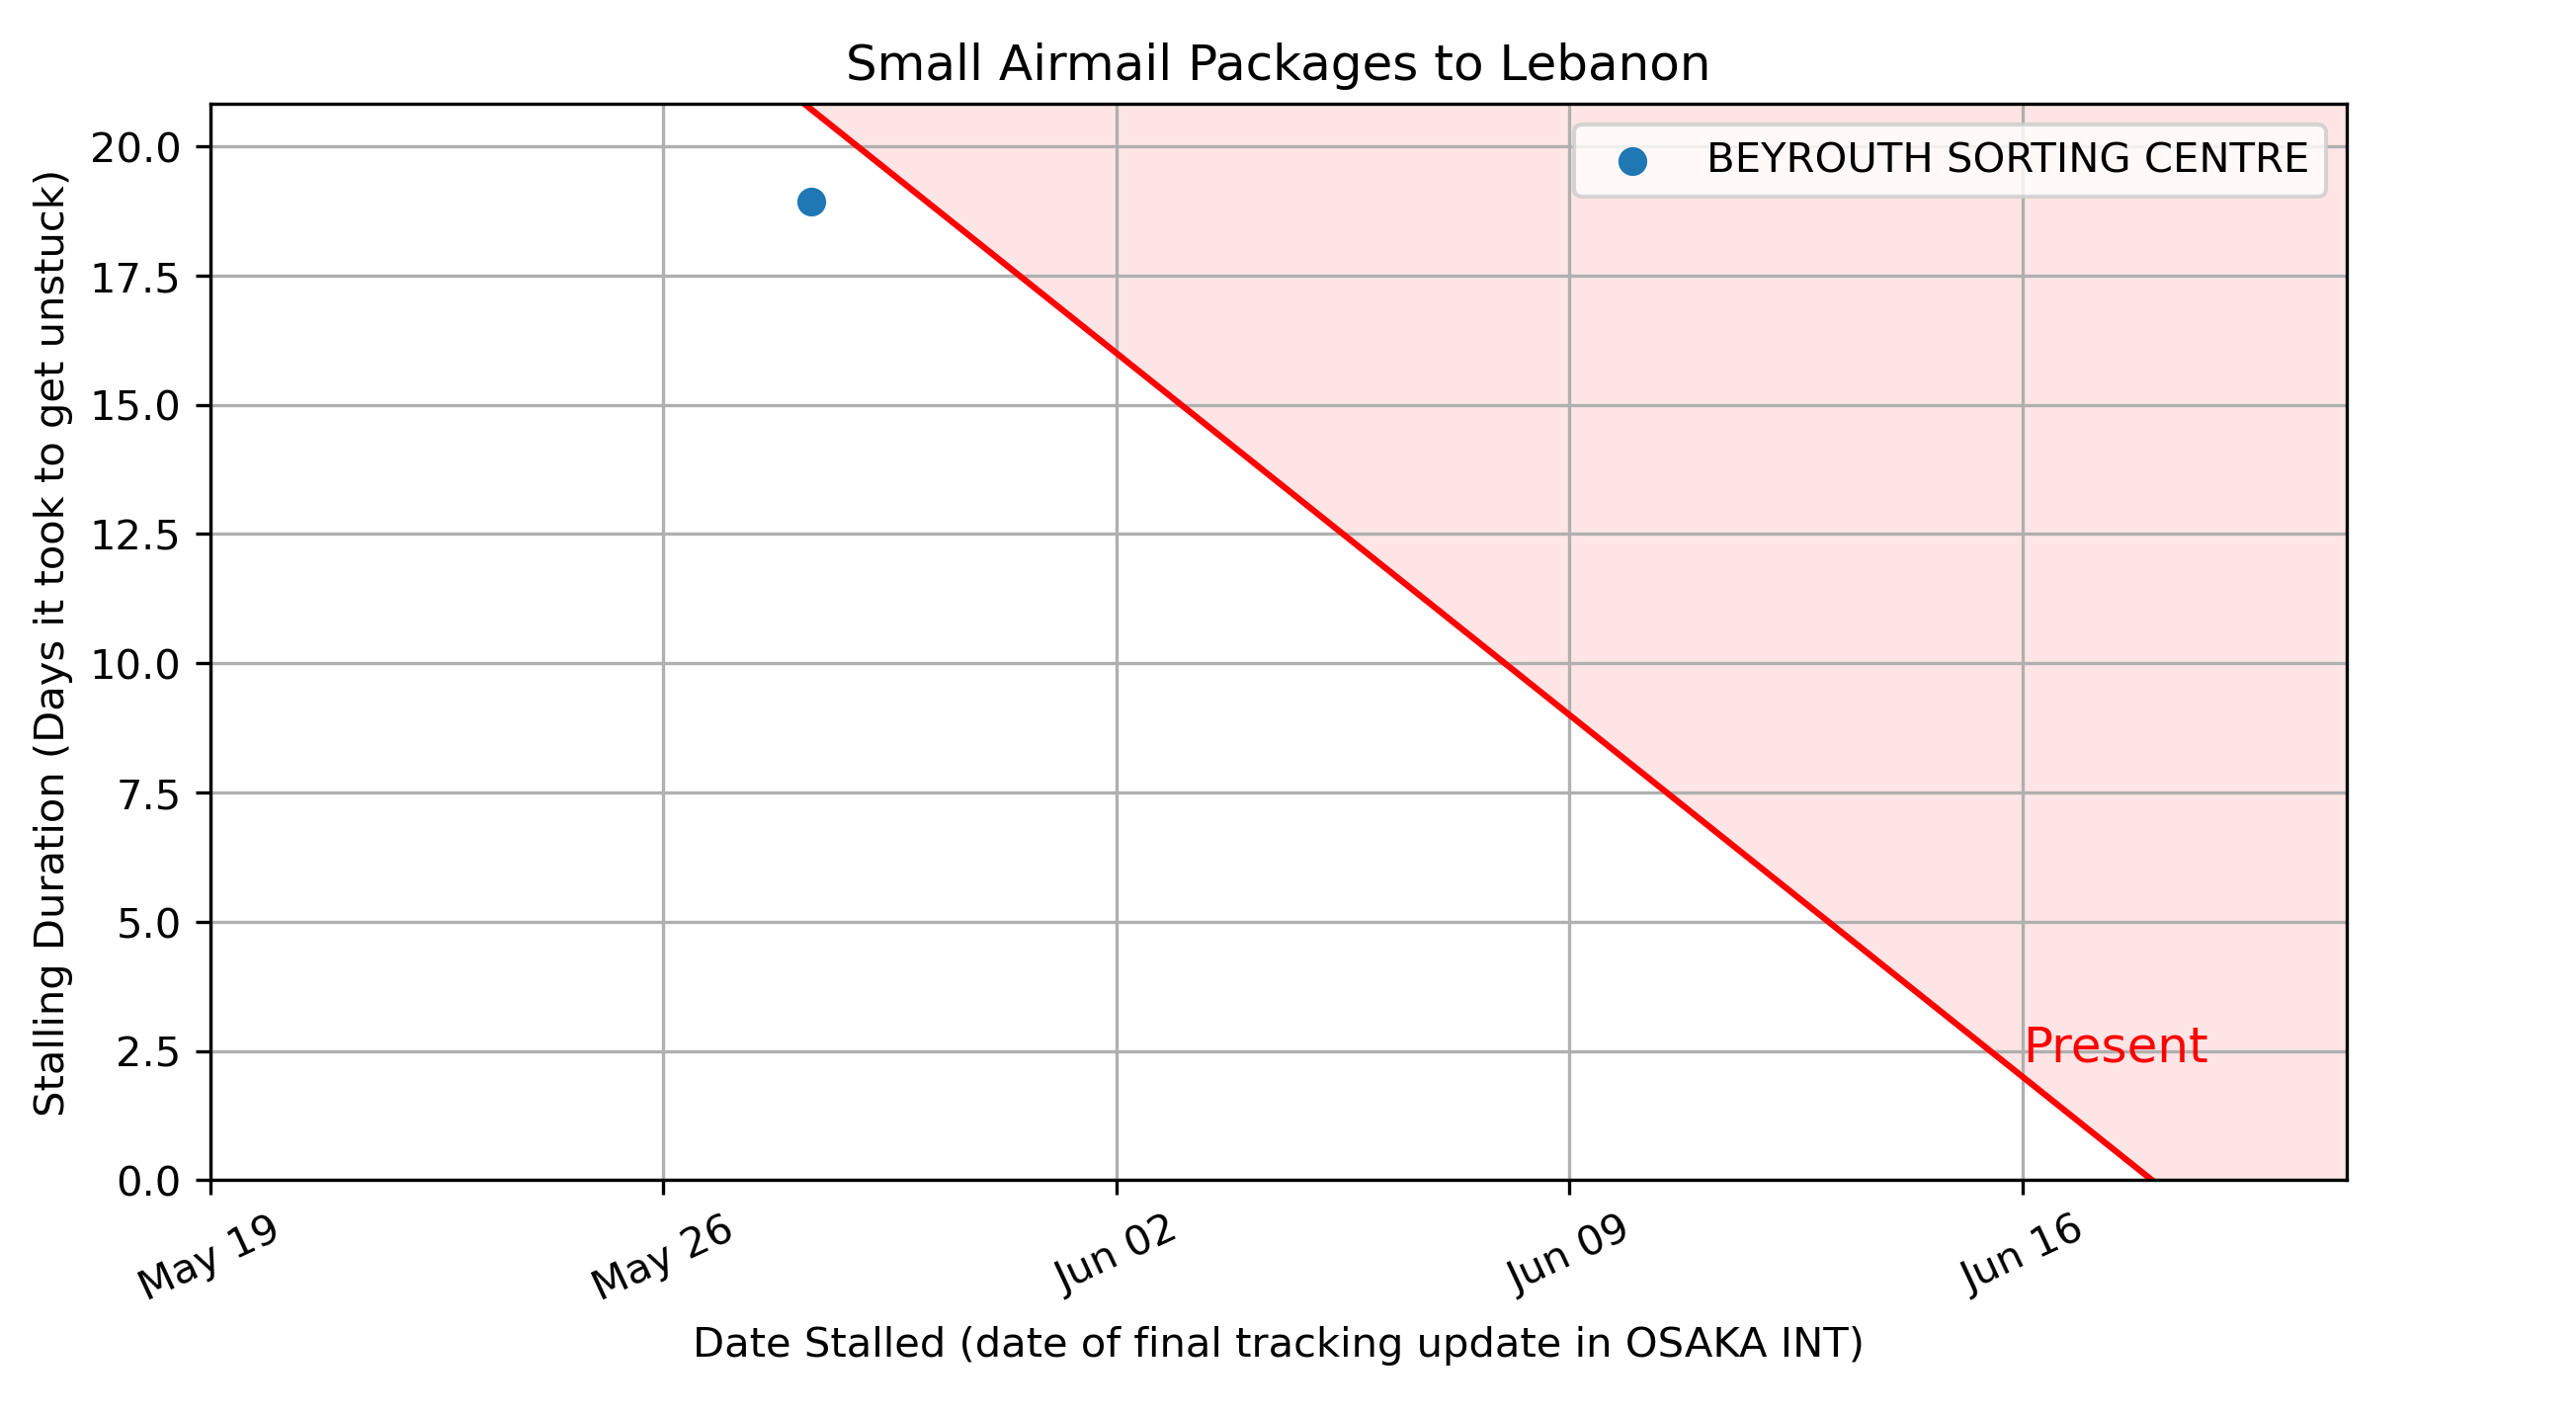 Small Airmail Packages to Lebanon
BEYROUTH SORTING CENTRE
Stalling Duration (Days it took to get unstuck)
20.0
17.5
15.0
12.5
10.0
7.5
5.0
2.5
0.0
Present
May 19
May 26
Jun 02
Jun 09
Jun 16
Date Stalled (date of final tracking update in OSAKA INT)